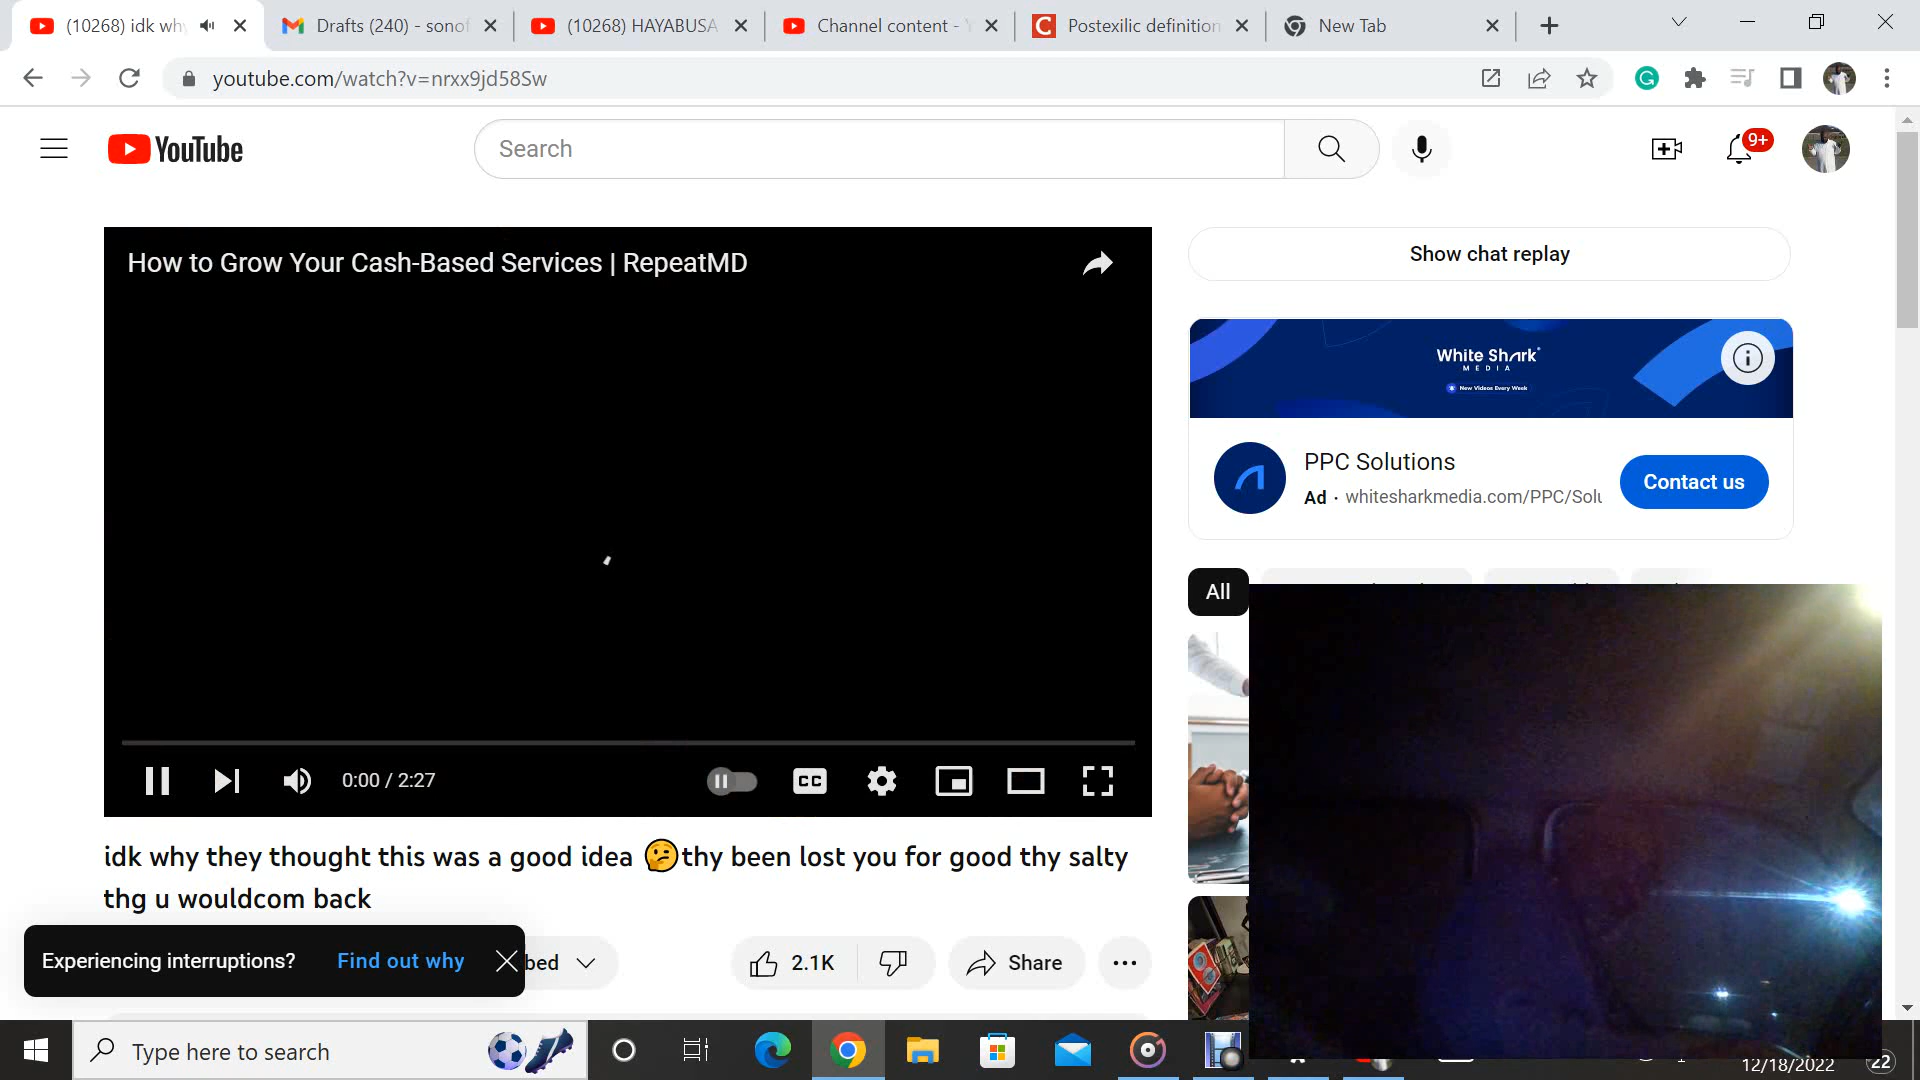 (10268) idk wh
Drafts (240) - sonof
(10268) HAYABUSA
Channel content -
Postexilic definition
New Tab
youtube.com/watch?v=nrxx9jd58Sw
YouTube
Search
9+
How to Grow Your Cash-Based Services | RepeatMD
Show chat replay
White Shark
MEDIA
New Videos Every Week
PPC Solutions
Ad · whitesharkmedia.com/PPC/Solu
Contact us
All
CC
0:00 / 2:27
idk why they thought this was a good idea 🤔thy been lost you for good thy salty
thg u wouldcom back
Experiencing interruptions?
Find out why
bed
2.1K
Share
Type here to search
12/18/2022
22